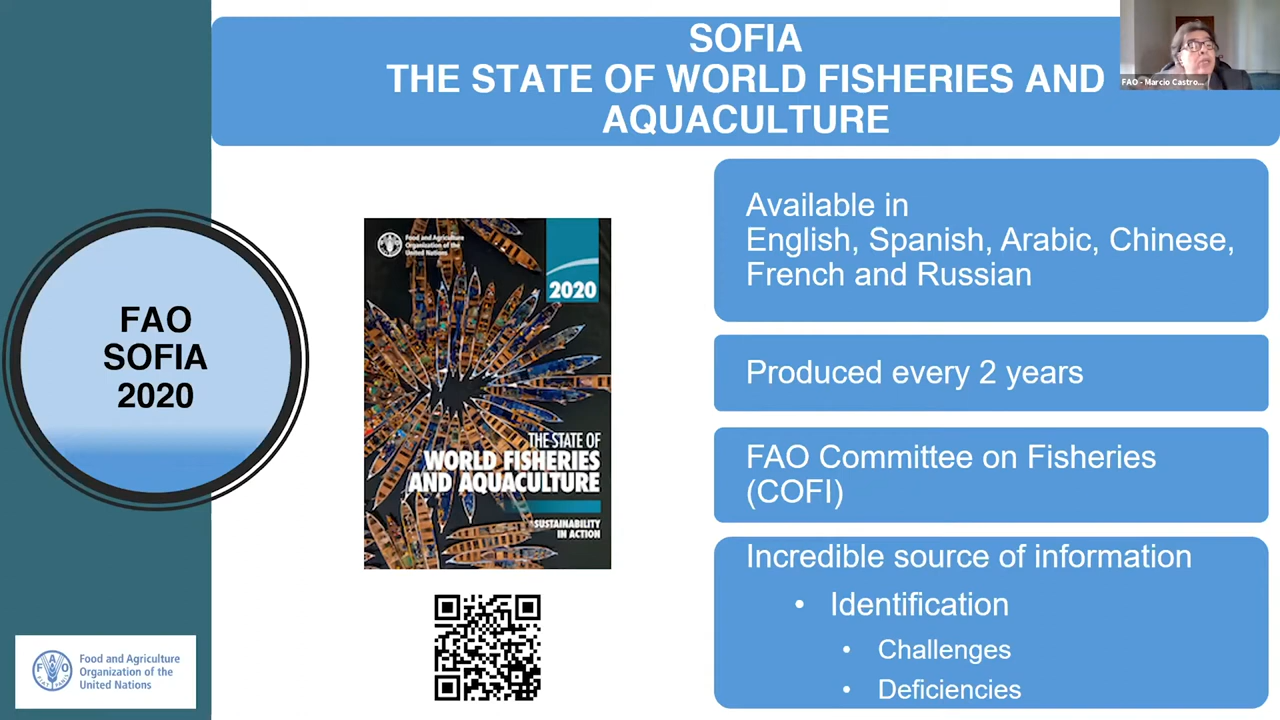 SOFIA
THE STATE OF WORLD FISHERIES AND
AQUACULTURE
FAO - Marcio Castro...
Available in
English, Spanish, Arabic, Chinese,
French and Russian
Food and Agriculture
Organization of the
United Nations
2020
FAO
SOFIA
2020
Produced every 2 years
THE STATE OF
WORLD FISHERIES
AND AQUACULTURE
SUSTAINABILITY
IN ACTION
FAO Committee on Fisheries
(COFI)
Incredible source of information
• Identification
• Challenges
• Deficiencies
FAO
Food and Agriculture
Organization of the
United Nations